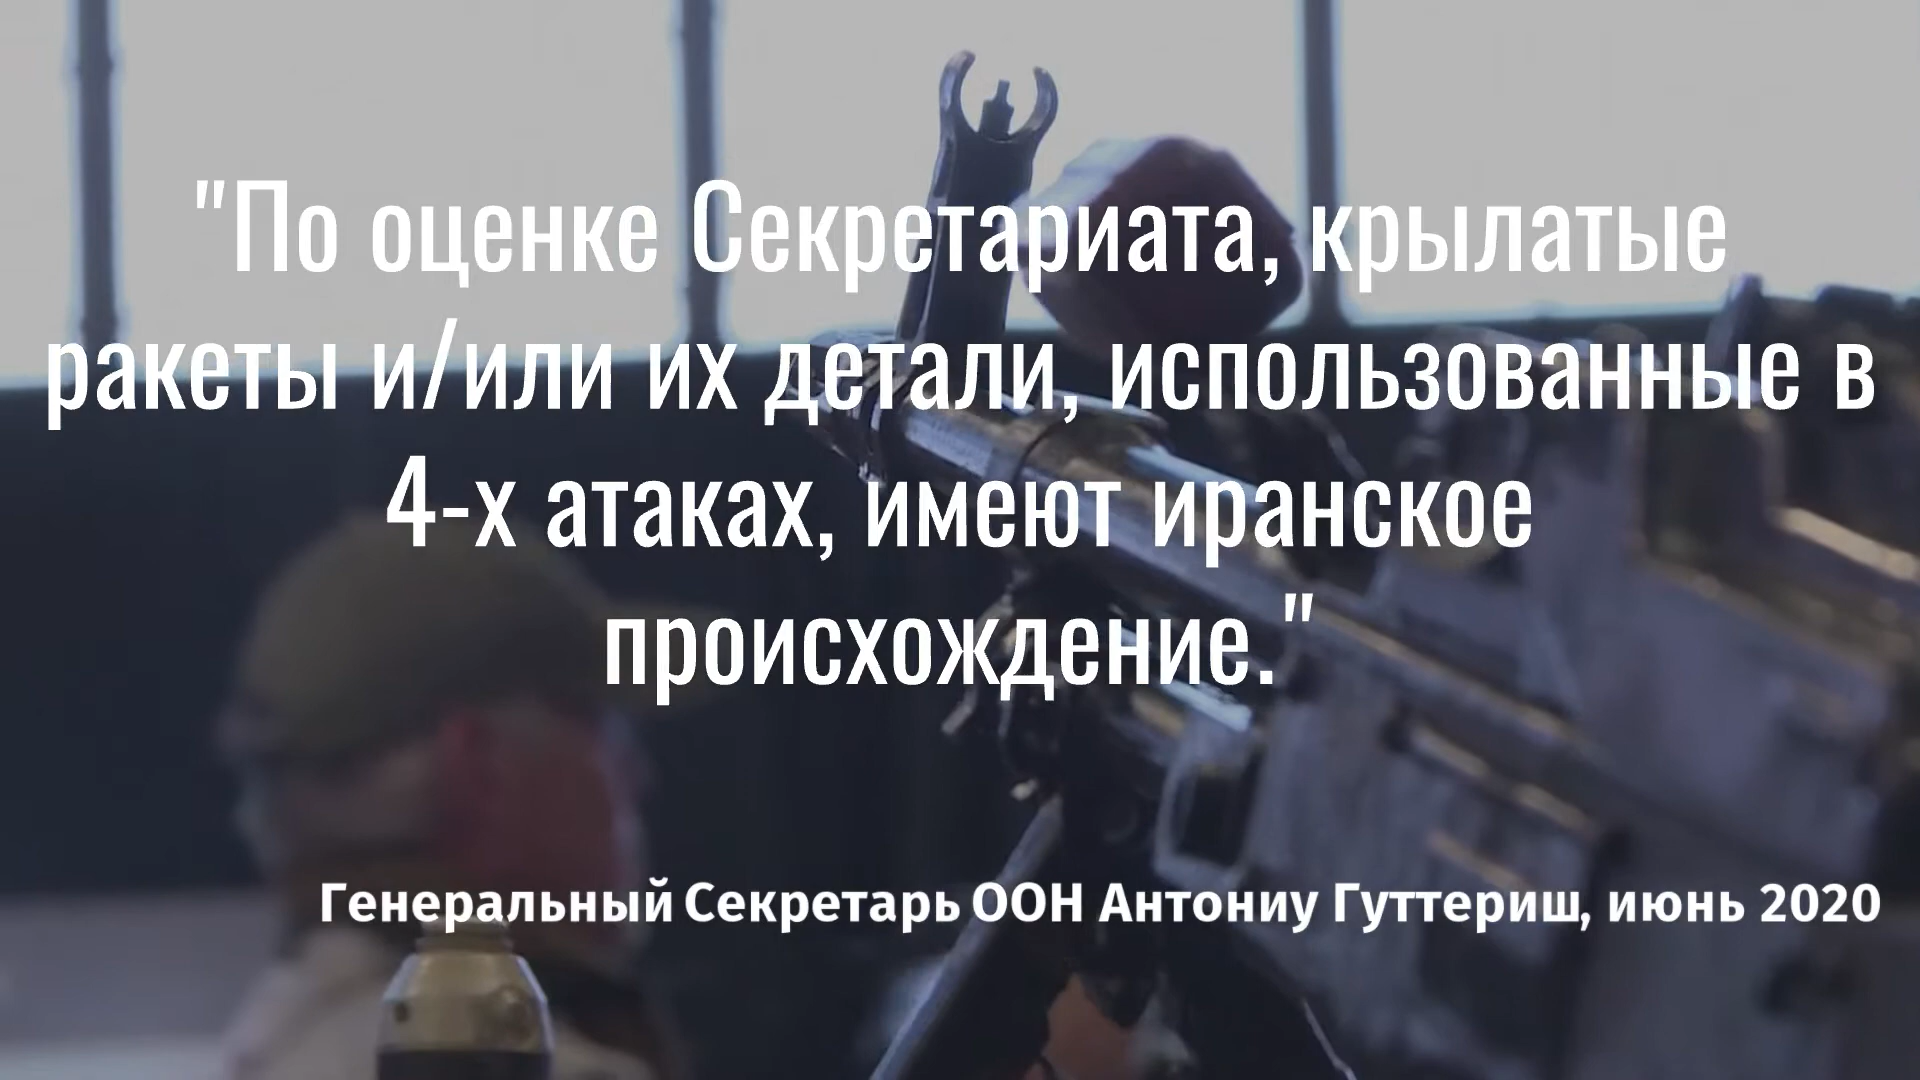 "По оценке Секретариата, крылатые
ракеты и/или их детали, использованные в
4-х атаках, имеют иранское
происхождение."
Генеральный Секретарь ООН Антониу Гуттериш, июнь 2020